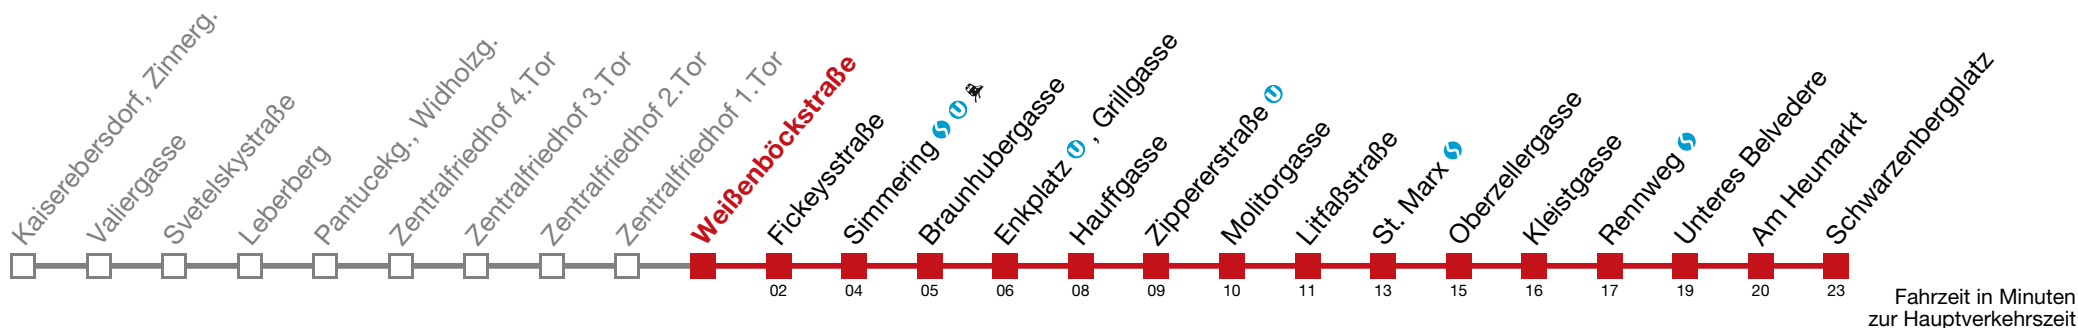 Kaiserebersdorf, Zinnerg.
Valiergasse
Svetelskystraße
Leberberg
Pantucekg., Widholzg.
Zentralfriedhof 4.Tor
Zentralfriedhof 3.Tor
Zentralfriedhof 2.Tor
Zentralfriedhof 1.Tor
Weißenböckstraße
Fickeysstraße
Simmering S U
Braunhubergasse
Enkplatz U , Grillgasse
Hauffgasse
Zippererstraße U
Molitorgasse
Litfaßstraße
St. Marx S
Oberzellergasse
Kleistgasse
Rennweg S
Unteres Belvedere
Am Heumarkt
Schwarzenbergplatz
02 04 05 06 08 09 10 11 13 15 16 17 19 20 23
Fahrzeit in Minuten
zur Hauptverkehrszeit